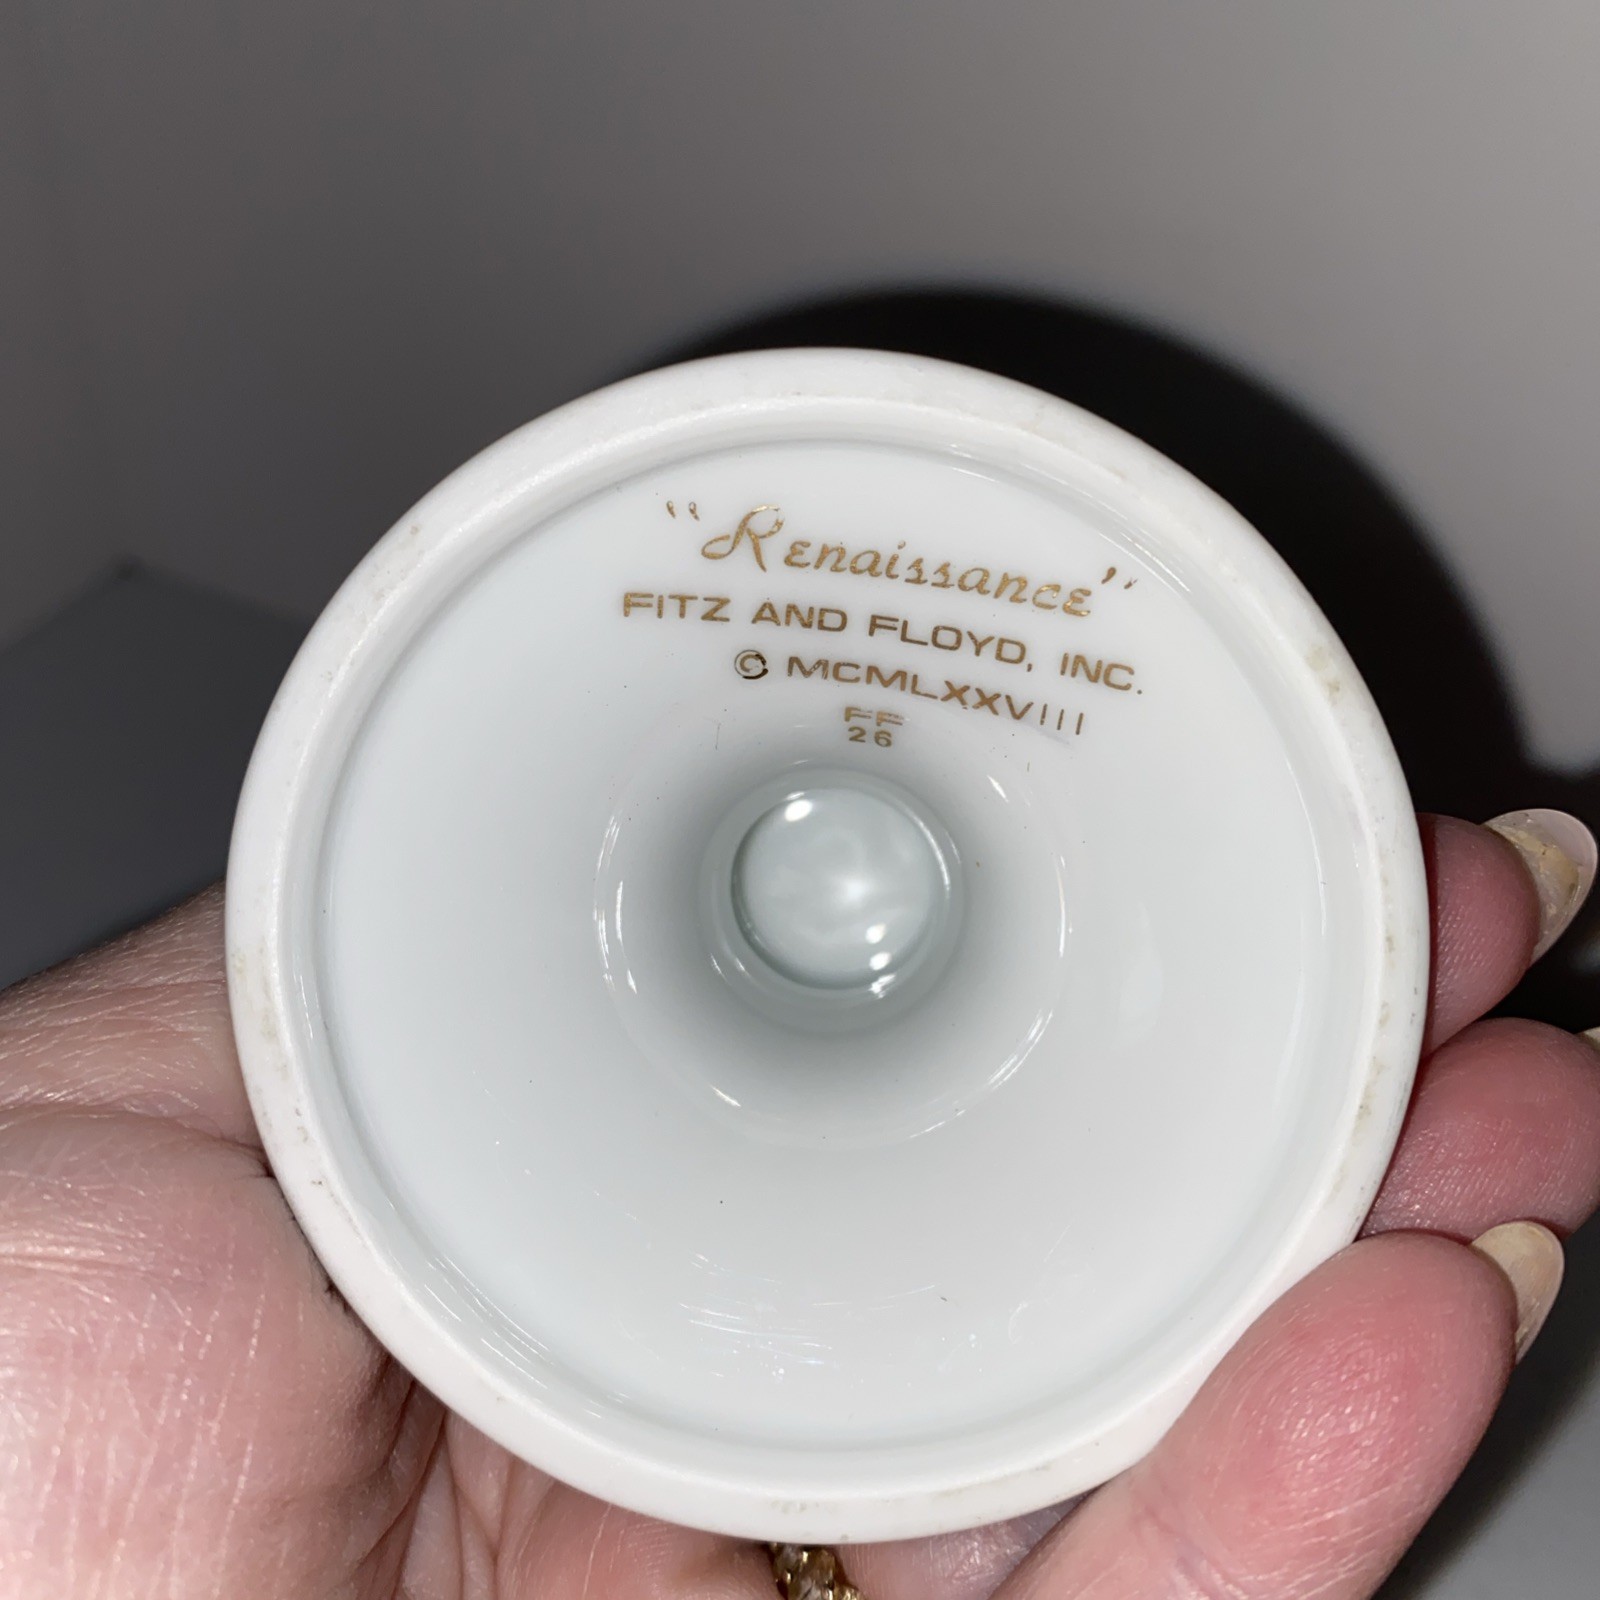 "Renaissance"
FITZ AND FLOYD, INC.
© MCMLXXVIII
FF
26